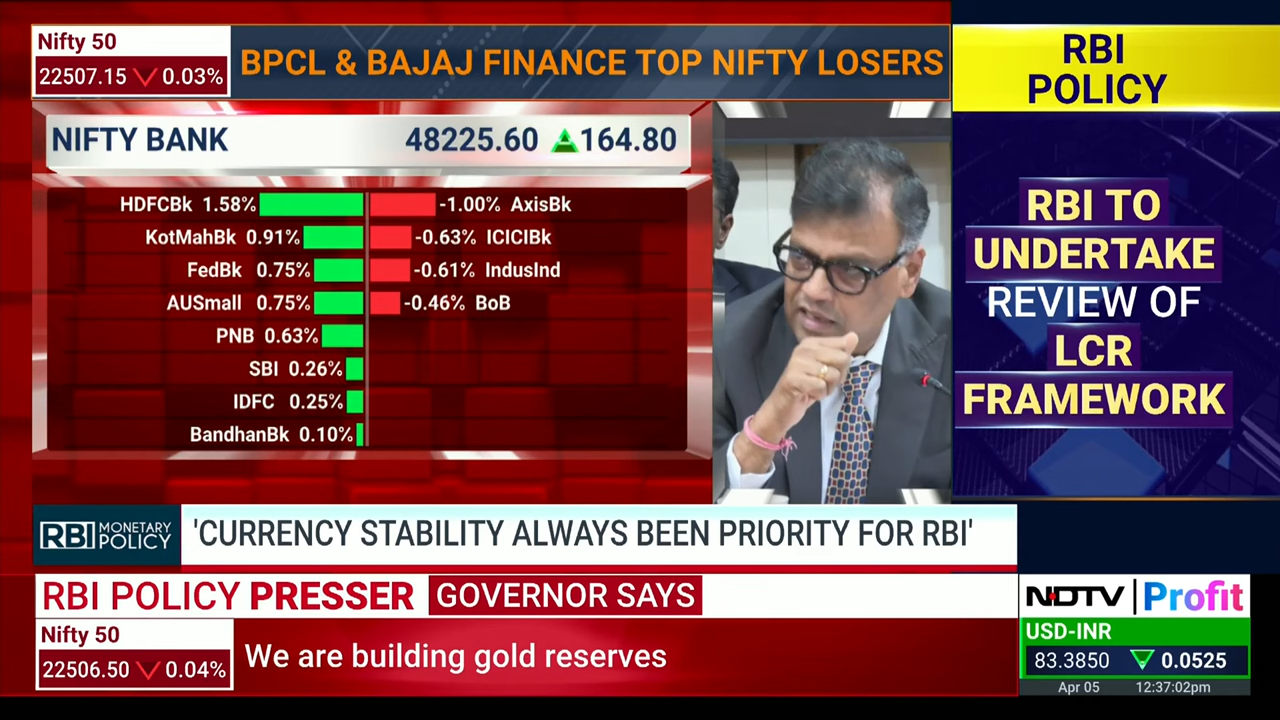 Nifty 50
22507.15 0.03%
BPCL & BAJAJ FINANCE TOP NIFTY LOSERS
NIFTY BANK 48225.60 164.80
HDFCBk 1.58% -1.00% AxisBk
KotMahBk 0.91% -0.63% ICICIBk
FedBk 0.75% -0.61% IndusInd
AUSmall 0.75% -0.46% BoB
PNB 0.63%
SBI 0.26%
IDFC 0.25%
BandhanBk 0.10%
RBI
POLICY
RBI TO
UNDERTAKE
REVIEW OF
LCR
FRAMEWORK
RBI MONETARY
POLICY
'CURRENCY STABILITY ALWAYS BEEN PRIORITY FOR RBI'
RBI POLICY PRESSER GOVERNOR SAYS
Nifty 50
22506.50 0.04%
We are building gold reserves
NDTV Profit
USD-INR
83.3850 0.0525
Apr 05 12:37:02pm